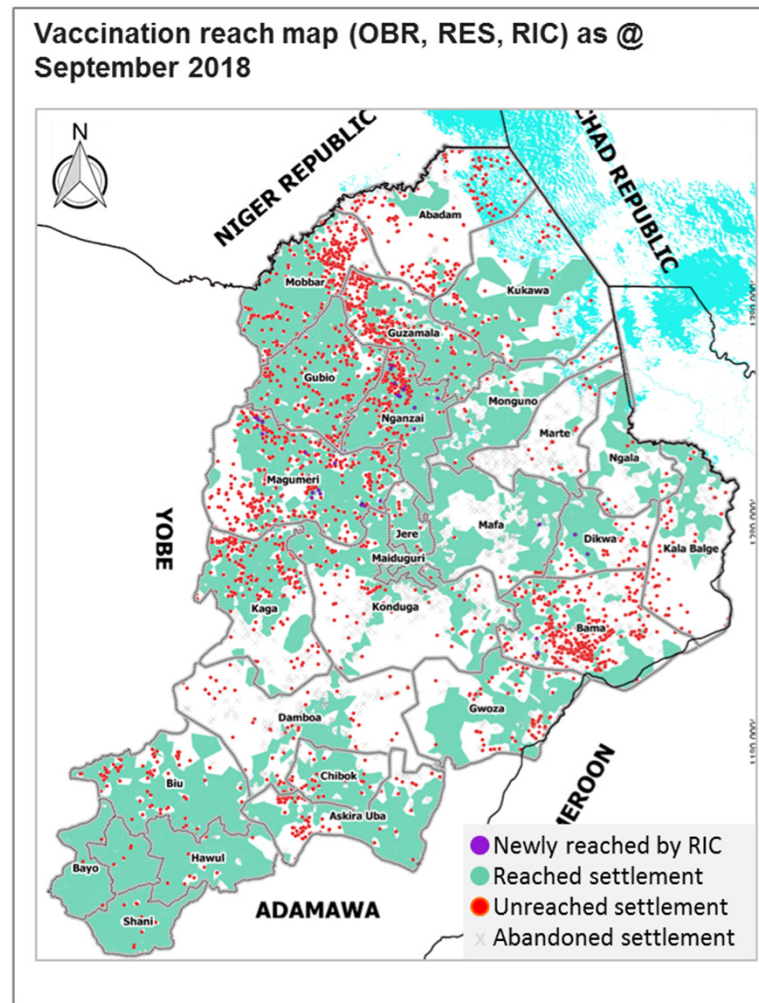 Vaccination reach map (OBR, RES, RIC) as @
September 2018
N
NIGER REPUBLIC
CHAD REPUBLIC
Abadam
Mobbar
Kukawa
Guzamala
Gubio
Nganzai
Monguno
Marte
Ngala
Magumeri
Mafa
Jere
Dikwa
Kala Balge
YOBE
Maiduguri
Kaga
Konduga
Bama
Gwoza
Damboa
Chibok
Biu
Askira Uba
Hawul
Bayo
Shani
ADAMAWA
MEROON
Newly reached by RIC
Reached settlement
Unreached settlement
x Abandoned settlement